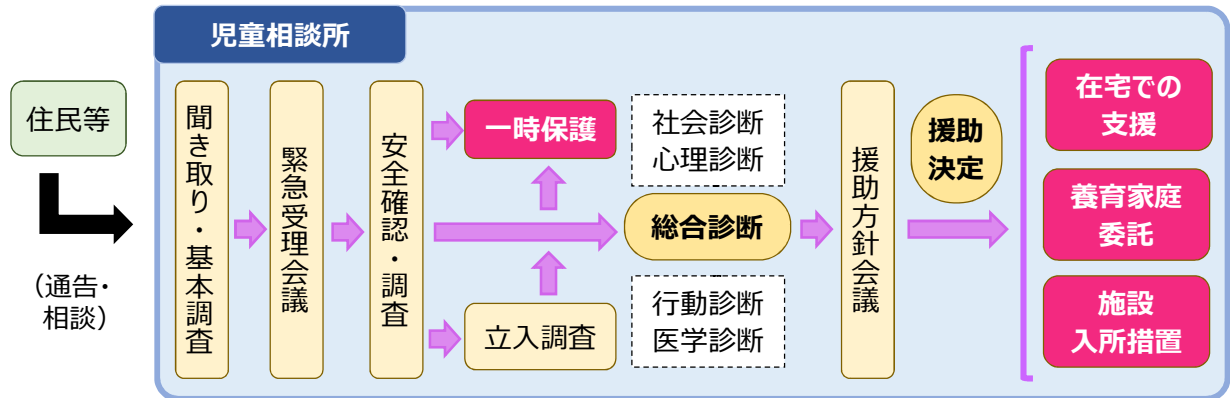 児童相談所
住民等
(通告・
相談)
聞き取り・基本調査
緊急受理会議
安全確認・調査
一時保護
立入調査
社会診断
心理診断
総合診断
行動診断
医学診断
援助方針会議
援助
決定
在宅での
支援
養育家庭
委託
施設
入所措置